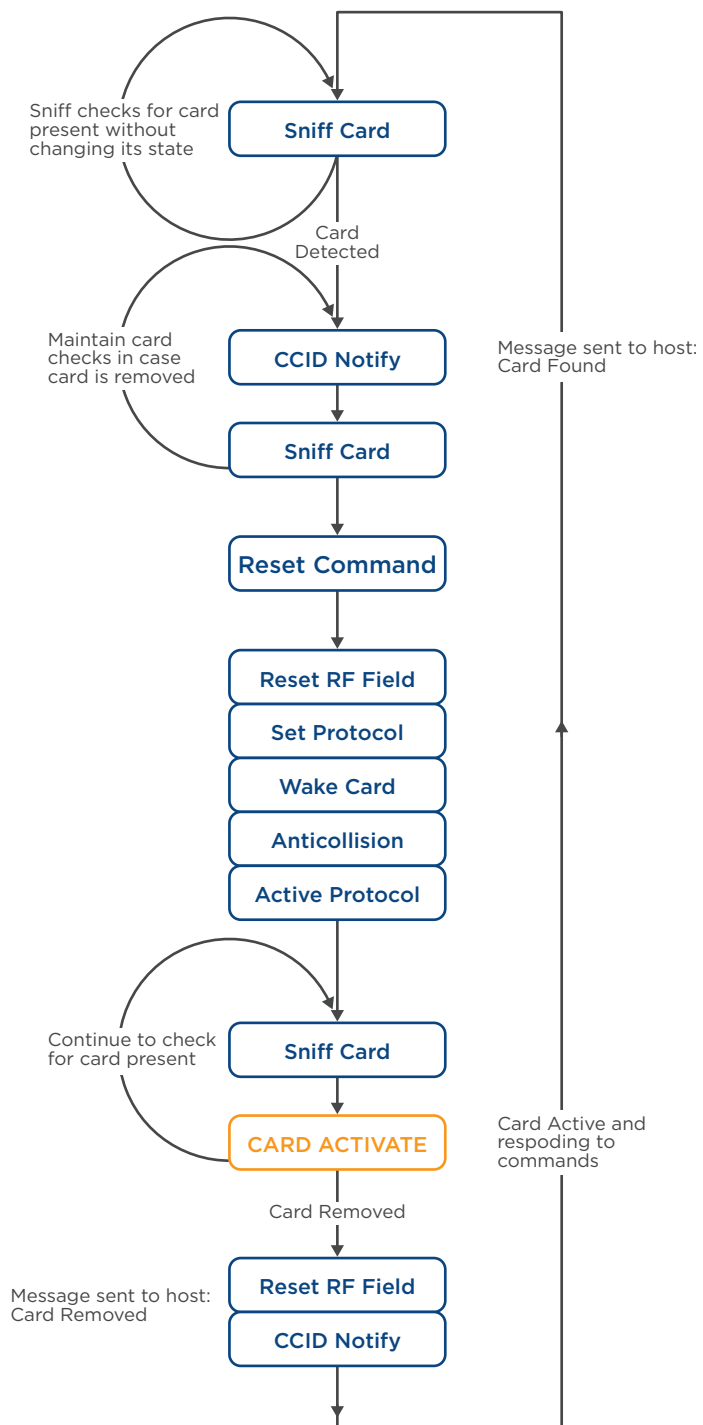 Sniff checks for card
present without
changing its state
Sniff Card
Card
Detected
Maintain card
checks in case
card is removed
CCID Notify
Message sent to host:
Card Found
Sniff Card
Reset Command
Reset RF Field
Set Protocol
Wake Card
Anticollision
Active Protocol
Continue to check
for card present
Sniff Card
CARD ACTIVATE
Card Active and
respoding to
commands
Card Removed
Message sent to host:
Card Removed
Reset RF Field
CCID Notify